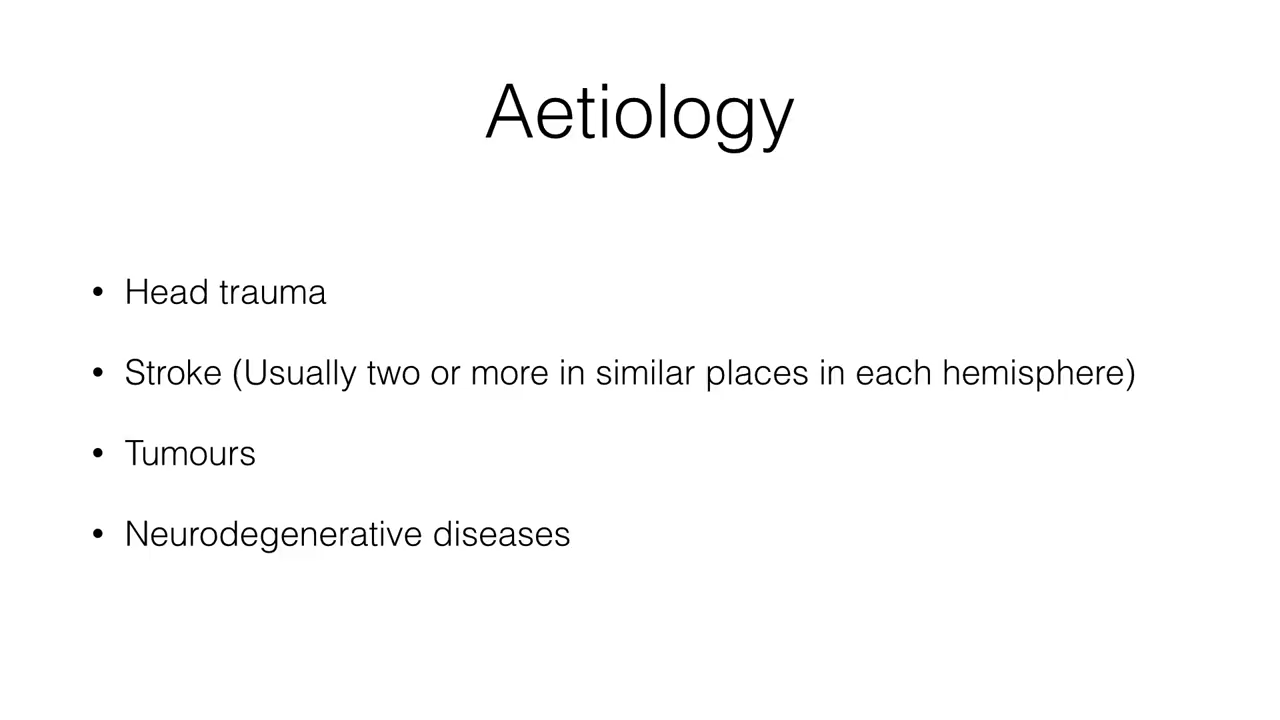 Aetiology
• Head trauma
• Stroke (Usually two or more in similar places in each hemisphere)
• Tumours
• Neurodegenerative diseases